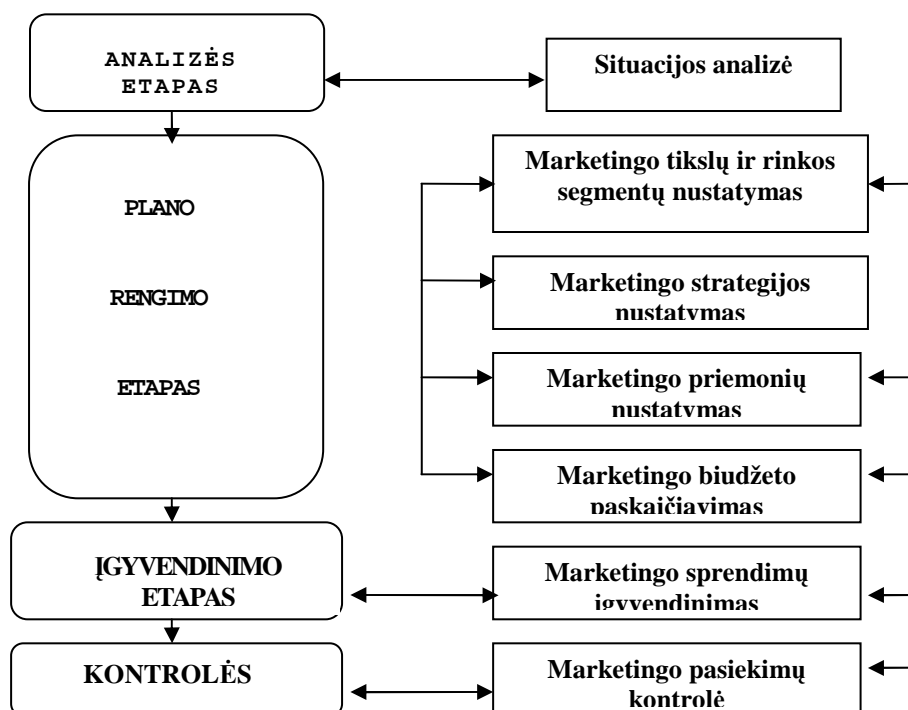 ANALIZĖS
ETAPAS
Situacijos analizė
PLANO
RENGIMO
ETAPAS
Marketingo tikslų ir rinkos
segmentų nustatymas
Marketingo strategijos
nustatymas
Marketingo priemonių
nustatymas
Marketingo biudžeto
paskaičiavimas
ĮGYVENDINIMO
ETAPAS
Marketingo sprendimų
įgyvendinimas
KONTROLĖS
Marketingo pasiekimų
kontrolė